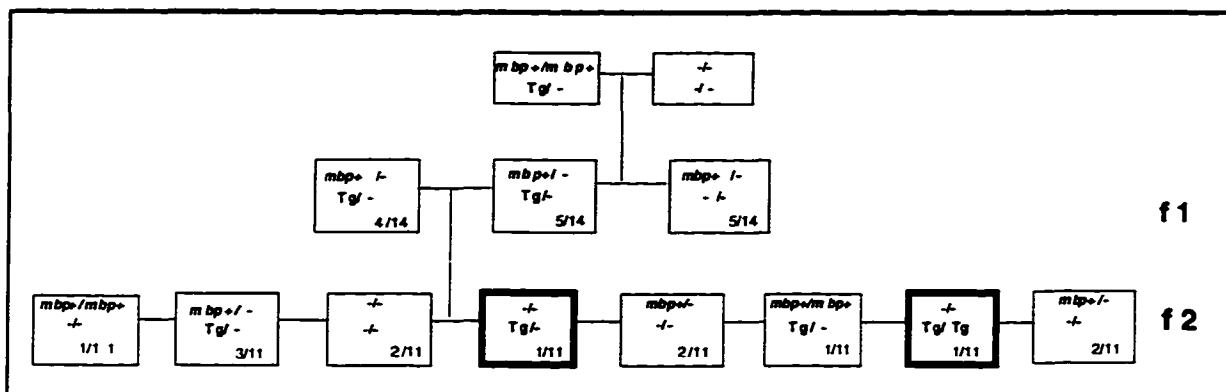 mbp+/mbp+
Tg/ -
-/-
-/ -
mbp+ /-
Tg/ -
4/14
mbp+/ -
Tg/-
5/14
mbp+ /-
- /-
5/14
f1
mbp+/mbp+
-/-
1/1 1
mbp+/ -
Tg/ -
3/11
-/-
-/-
2/11
-/-
Tg/-
1/11
mbp+/-
-/-
2/11
mbp+/mbp+
Tg/ -
1/11
-/-
Tg/ Tg
1/11
mbp+/-
-/-
2/11
f2